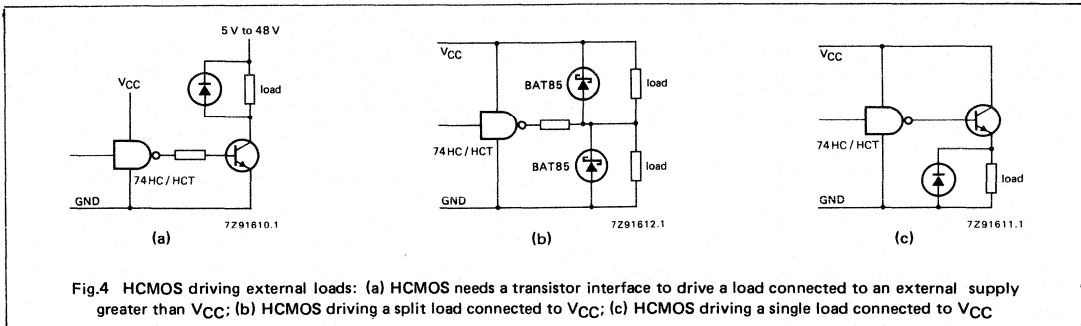 5 V to 48 V
VCC
load
74HC/HCT
GND
7Z91610.1
(a)
VCC
BAT85
load
74HC/HCT
BAT85
load
GND
7Z91612.1
(b)
VCC
74HC/HCT
load
GND
7Z91611.1
(c)
Fig.4 HCMOS driving external loads: (a) HCMOS needs a transistor interface to drive a load connected to an external supply
greater than VCC; (b) HCMOS driving a split load connected to VCC; (c) HCMOS driving a single load connected to VCC